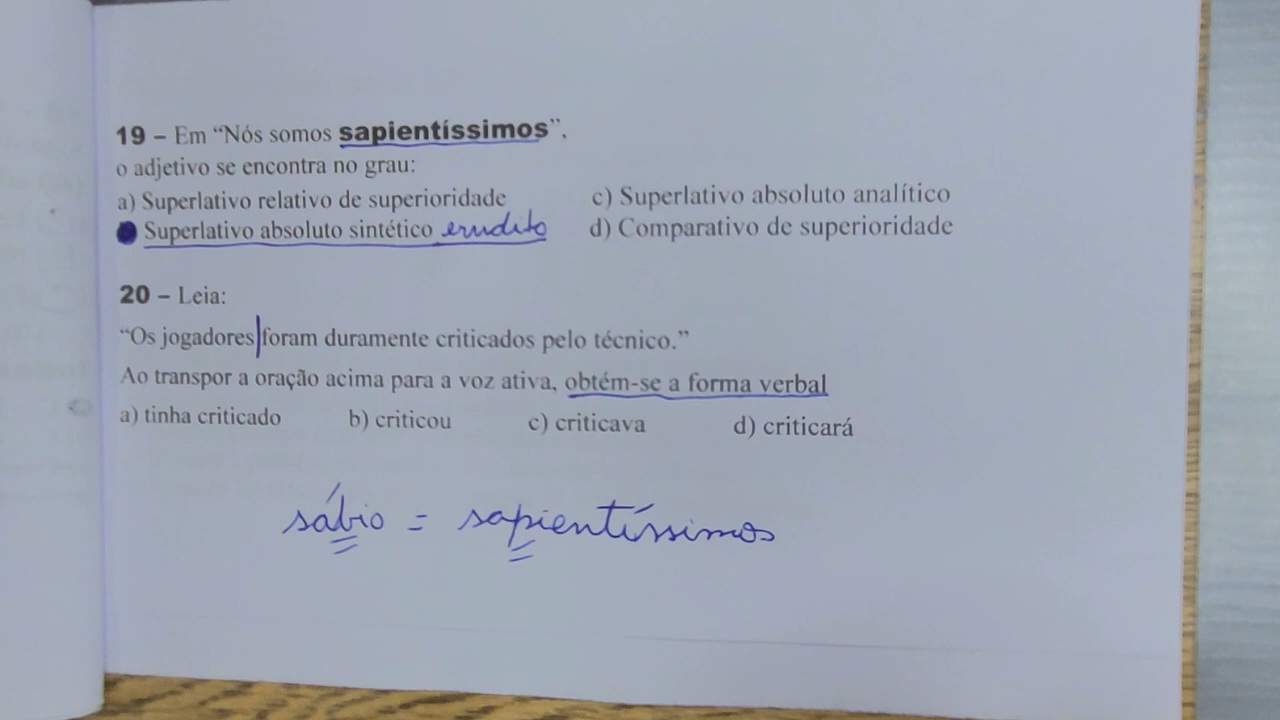 19 – Em “Nós somos sapientíssimos”,
o adjetivo se encontra no grau:
a) Superlativo relativo de superioridade c) Superlativo absoluto analítico
Superlativo absoluto sintético erudito d) Comparativo de superioridade
20 – Leia:
“Os jogadores foram duramente criticados pelo técnico.”
Ao transpor a oração acima para a voz ativa, obtém-se a forma verbal
a) tinha criticado b) criticou c) criticava d) criticará
sábio = sapientíssimos